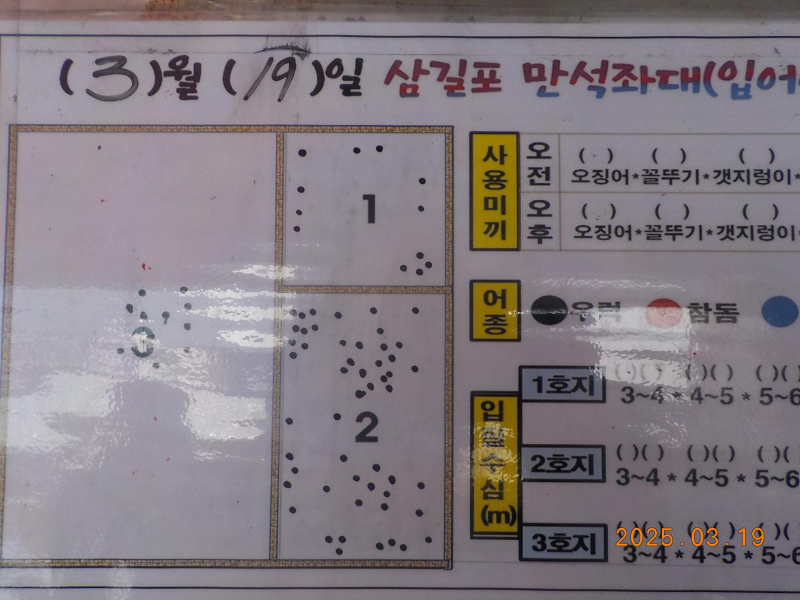 (3)월 (19)일 삼길포 만석좌대(입어
1
2
3
사용미끼
오전 ( ) ( ) ( )
오징어*꼴뚜기*갯지렁이*
오후 ( ) ( ) ( )
오징어*꼴뚜기*갯지렁이*
어종 우럭 참돔
입질수심(m)
1호지 ( )( ) ( )( ) ( )(
3~4 * 4~5 * 5~6
2호지 ( )( ) ( )( ) ( )(
3~4 * 4~5 * 5~6
3호지 ( )( ) ( )( ) ( )(
3~4 * 4~5 * 5~6
2025.03.19